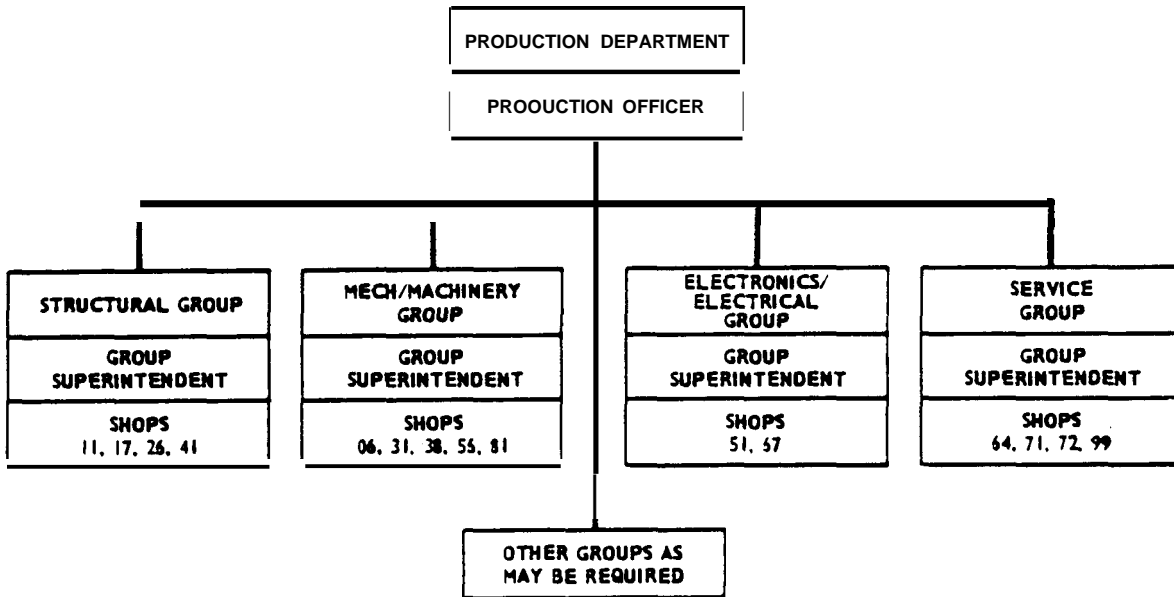 PRODUCTION DEPARTMENT
PROOUCTION OFFICER
STRUCTURAL GROUP
GROUP
SUPERINTENDENT
SHOPS
11, 17, 26, 41
MECH/MACHINERY
GROUP
GROUP
SUPERINTENDENT
SHOPS
06, 31, 38, 56, 81
ELECTRONICS/
ELECTRICAL
GROUP
GROUP
SUPERINTENDENT
SHOPS
51, 67
SERVICE
GROUP
GROUP
SUPERINTENDENT
SHOPS
64, 71, 72, 99
OTHER GROUPS AS
MAY BE REQUIRED